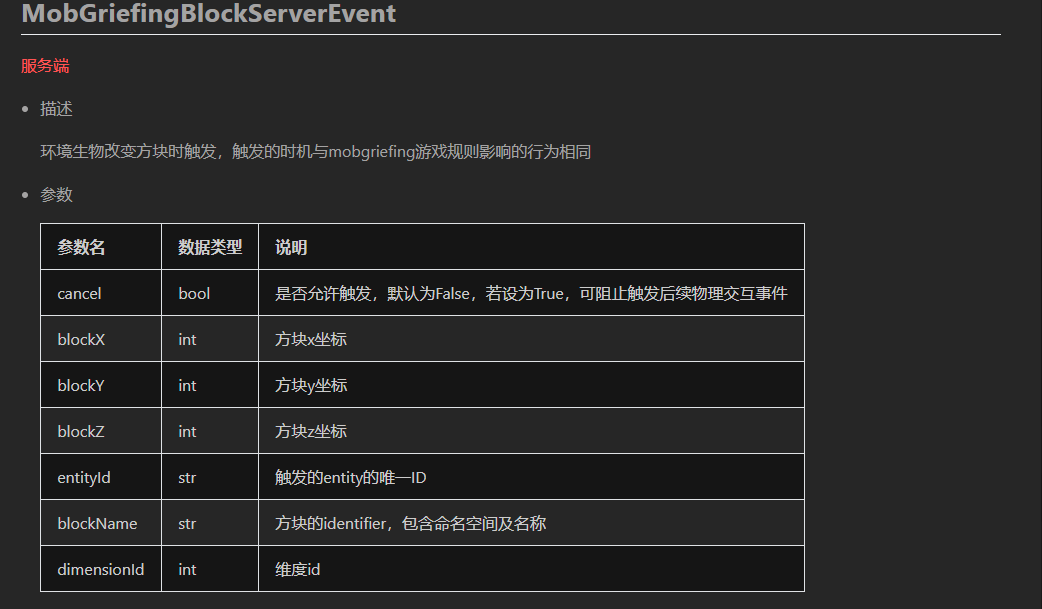 MobGriefingBlockServerEvent
服务端
描述
环境生物改变方块时触发，触发的时机与mobgriefing游戏规则影响的行为相同
参数
参数名 数据类型 说明
cancel bool 是否允许触发，默认为False，若设为True，可阻止触发后续物理交互事件
blockX int 方块x坐标
blockY int 方块y坐标
blockZ int 方块z坐标
entityId str 触发的entity的唯一ID
blockName str 方块的identifier，包含命名空间及名称
dimensionId int 维度id